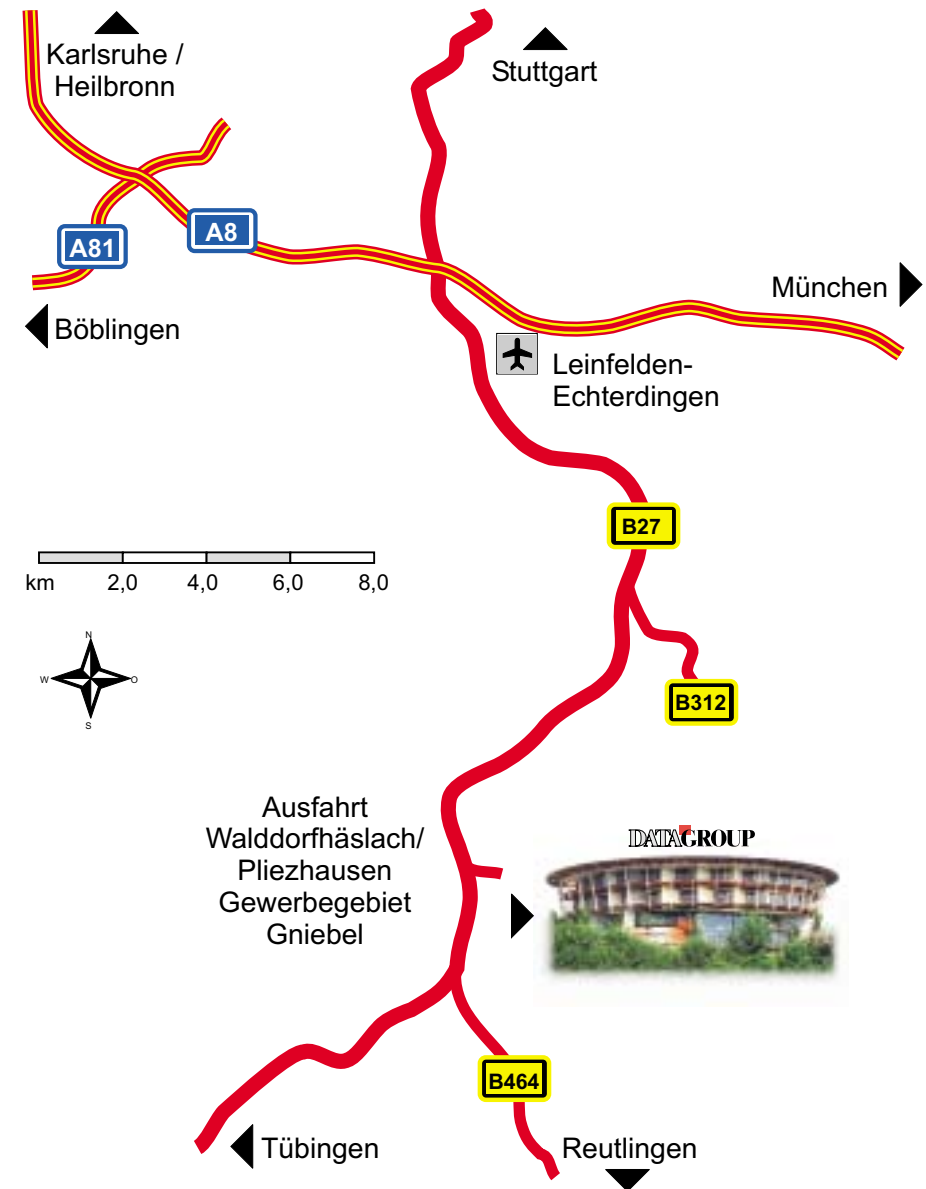 Karlsruhe /
Heilbronn
Stuttgart
A81
A8
München
Böblingen
Leinfelden-
Echterdingen
B27
km 2,0 4,0 6,0 8,0
N
W O
S
B312
Ausfahrt
Walddorfhäslach/
Pliezhausen
Gewerbegebiet
Gniebel
DATAGROUP
B464
Tübingen
Reutlingen